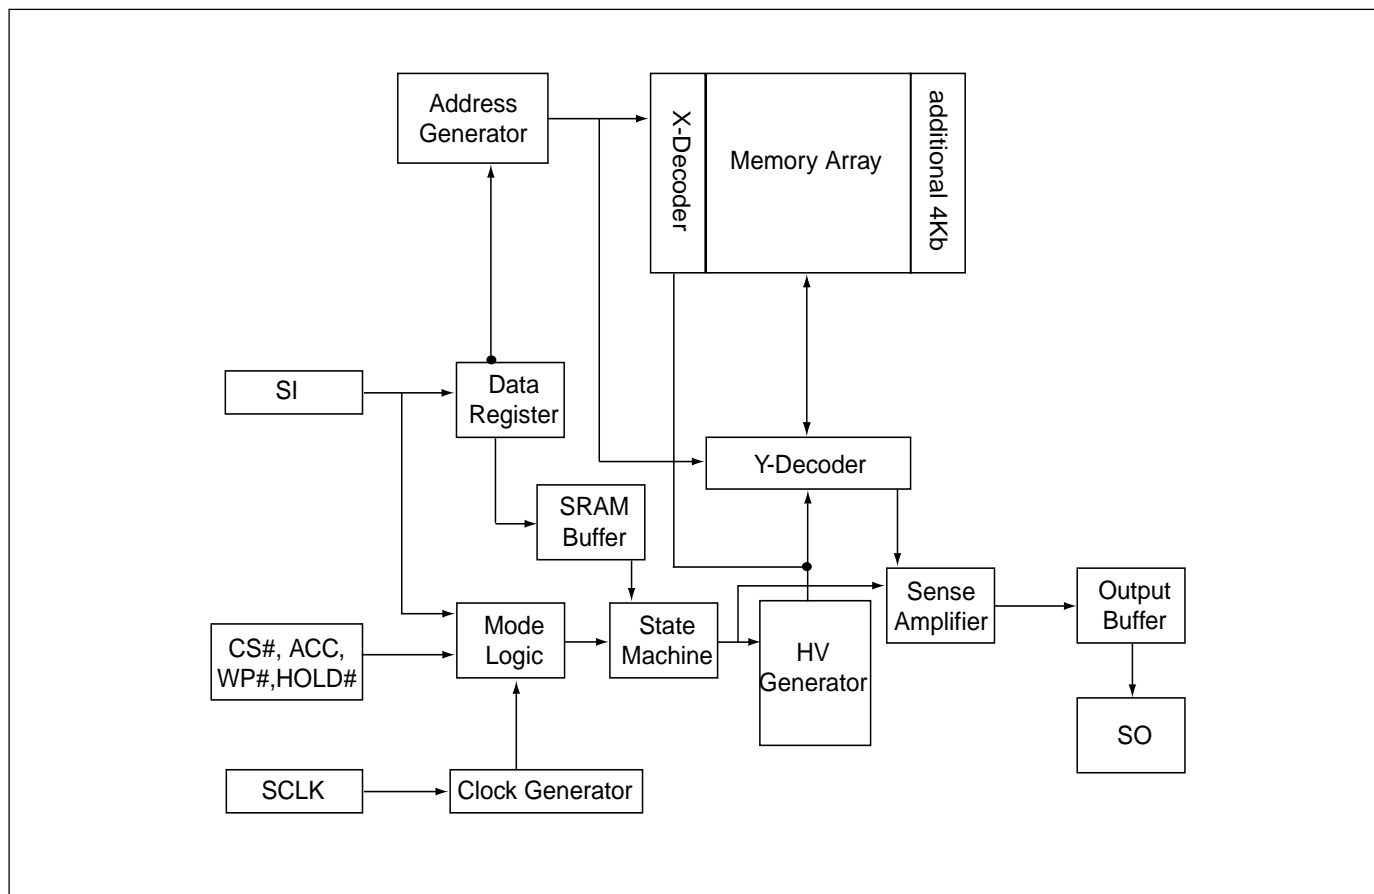 Address
Generator
X-Decoder
Memory Array
additional 4Kb
SI
Data
Register
Y-Decoder
SRAM
Buffer
Sense
Amplifier
Output
Buffer
CS#, ACC,
WP#,HOLD#
Mode
Logic
State
Machine
HV
Generator
SO
SCLK
Clock Generator